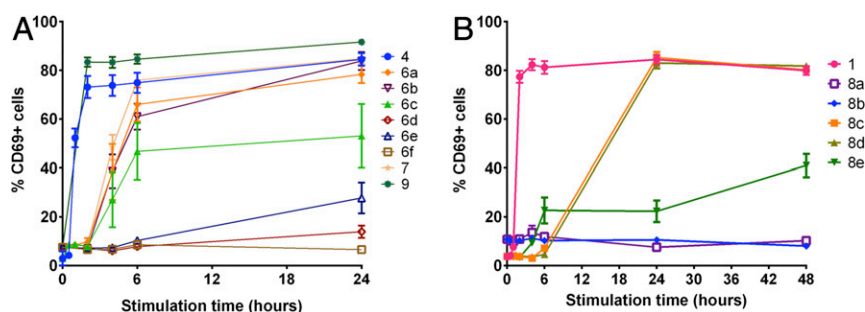 A
% CD69+ cells
100
80
60
40
20
0
0 6 12 18 24
Stimulation time (hours)
4
6a
6b
6c
6d
6e
6f
7
9
B
% CD69+ cells
100
80
60
40
20
0
0 6 12 18 24 30 36 42 48
Stimulation time (hours)
1
8a
8b
8c
8d
8e